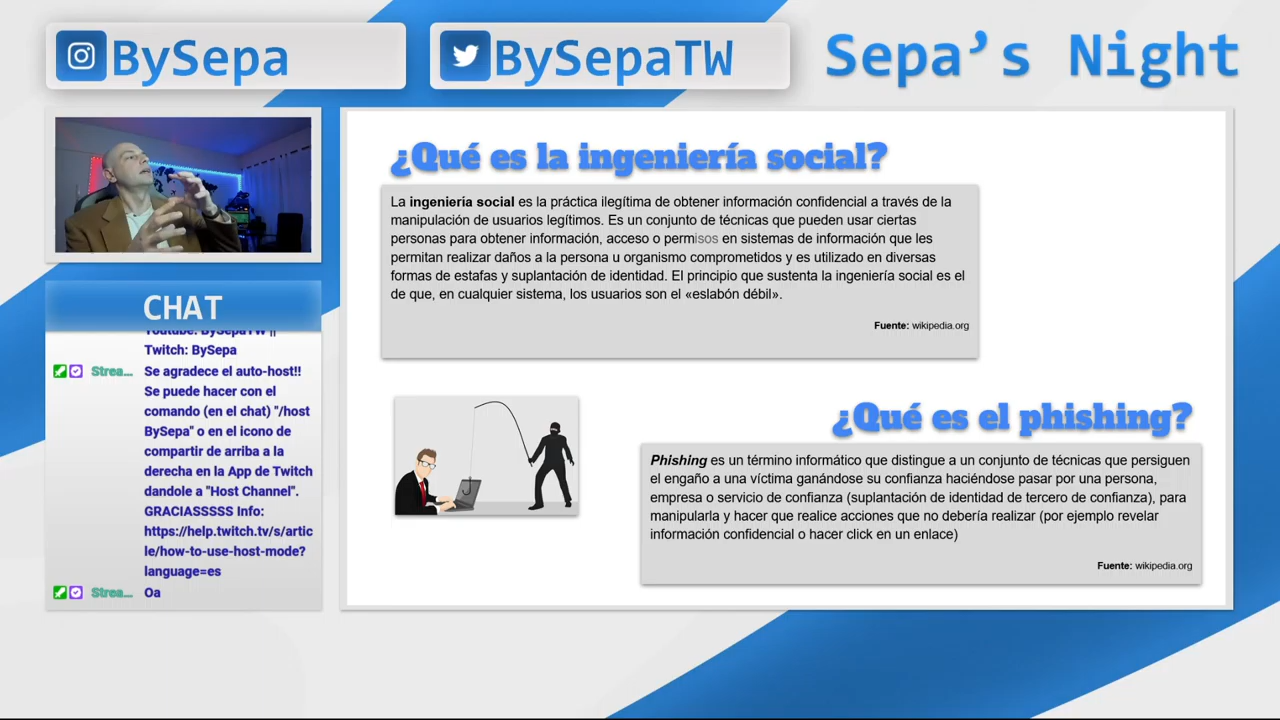 BySepa
BySepaTW
Sepa’s Night
CHAT
Youtube: BySepaTW ||
Twitch: BySepa
Strea... Se agradece el auto-host!!
Se puede hacer con el
comando (en el chat) "/host
BySepa" o en el icono de
compartir de arriba a la
derecha en la App de Twitch
dandole a "Host Channel".
GRACIASSSSS Info:
https://help.twitch.tv/s/artic
le/how-to-use-host-mode?
language=es
Strea... Oa
¿Qué es la ingeniería social?
La ingeniería social es la práctica ilegítima de obtener información confidencial a través de la
manipulación de usuarios legítimos. Es un conjunto de técnicas que pueden usar ciertas
personas para obtener información, acceso o permisos en sistemas de información que les
permitan realizar daños a la persona u organismo comprometidos y es utilizado en diversas
formas de estafas y suplantación de identidad. El principio que sustenta la ingeniería social es el
de que, en cualquier sistema, los usuarios son el «eslabón débil».
Fuente: wikipedia.org
¿Qué es el phishing?
Phishing es un término informático que distingue a un conjunto de técnicas que persiguen
el engaño a una víctima ganándose su confianza haciéndose pasar por una persona,
empresa o servicio de confianza (suplantación de identidad de tercero de confianza), para
manipularla y hacer que realice acciones que no debería realizar (por ejemplo revelar
información confidencial o hacer click en un enlace)
Fuente: wikipedia.org